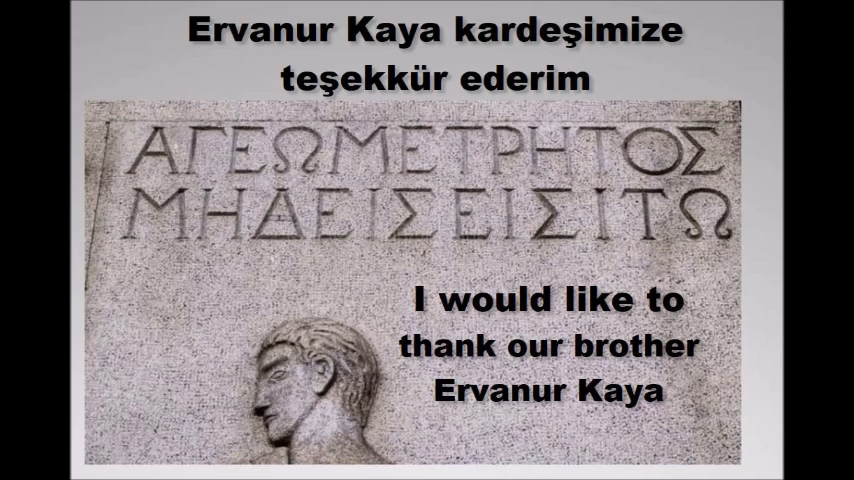 Ervanur Kaya kardeşimize
teşekkür ederim
ΑΓΕΩΜΕΤΡΗΤΟΣ
ΜΗΔΕΙΣΕΙΣΙΤΩ
I would like to
thank our brother
Ervanur Kaya